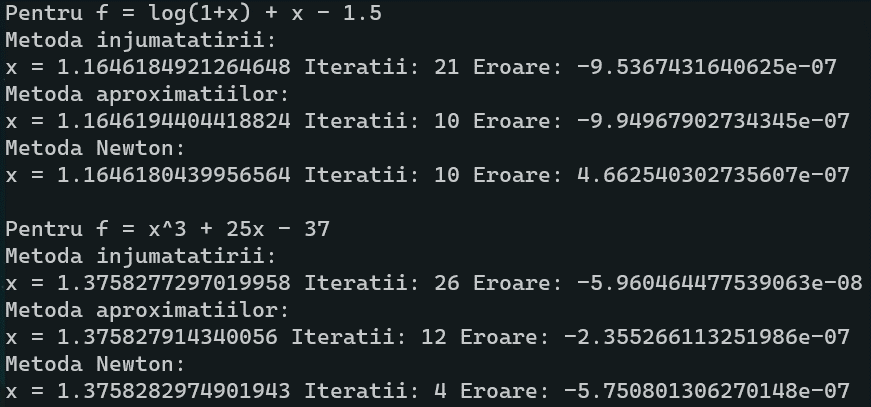 Pentru f = log(1+x) + x - 1.5
Metoda injumatatirii:
x = 1.1646184921264648 Iteratii: 21 Eroare: -9.5367431640625e-07
Metoda aproximatiilor:
x = 1.1646194404418824 Iteratii: 10 Eroare: -9.94967902734345e-07
Metoda Newton:
x = 1.1646180439956564 Iteratii: 10 Eroare: 4.662540302735607e-07
Pentru f = x^3 + 25x - 37
Metoda injumatatirii:
x = 1.3758277297019958 Iteratii: 26 Eroare: -5.960464477539063e-08
Metoda aproximatiilor:
x = 1.375827914340056 Iteratii: 12 Eroare: -2.355266113251986e-07
Metoda Newton:
x = 1.3758282974901943 Iteratii: 4 Eroare: -5.750801306270148e-07